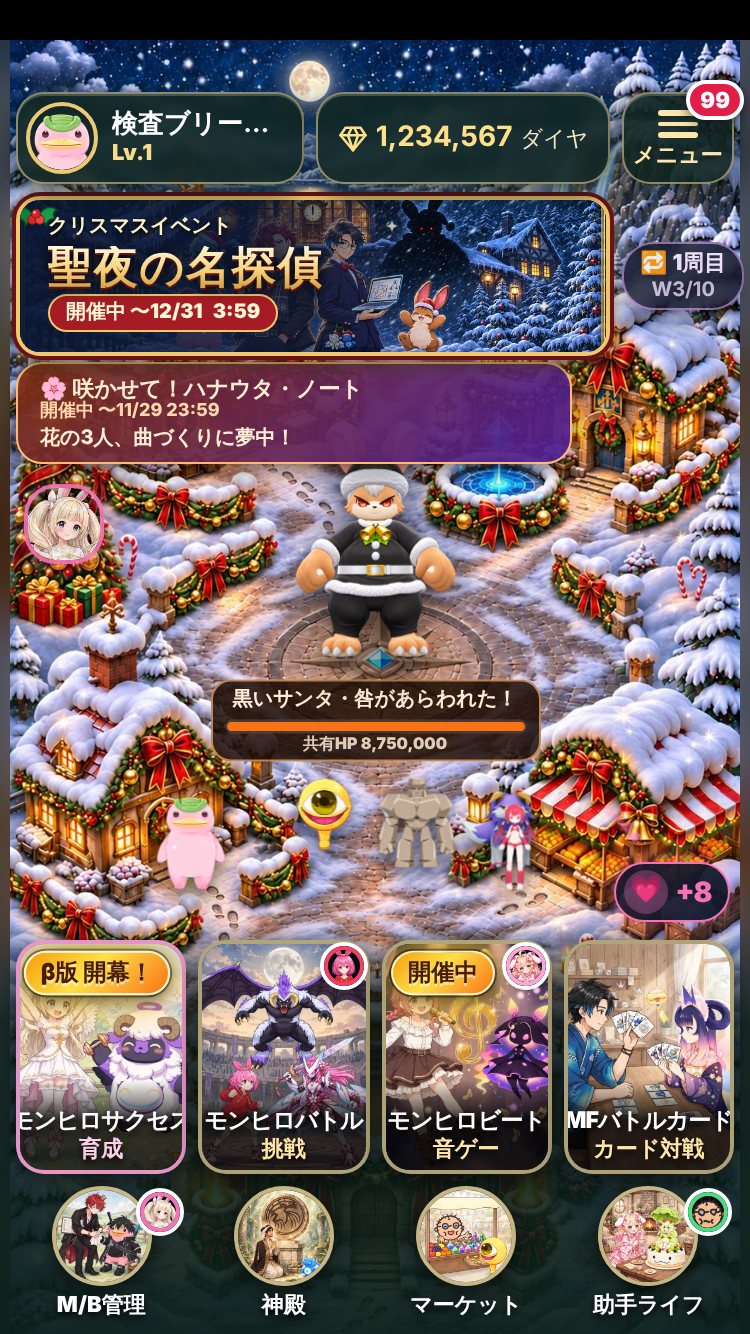 検査ブリー…
Lv.1
1,234,567 ダイヤ
99
メニュー
クリスマスイベント
聖夜の名探偵
開催中 〜12/31 3:59
1周目
W3/10
咲かせて！ハナウタ・ノート
開催中 〜11/29 23:59
花の3人、曲づくりに夢中！
黒いサンタ・咎があらわれた！
共有HP 8,750,000
+8
β版 開幕！
モンヒロサクセス
育成
モンヒロバトル
挑戦
開催中
モンヒロビート
音ゲー
MFバトルカード
カード対戦
M/B管理
神殿
マーケット
助手ライフ